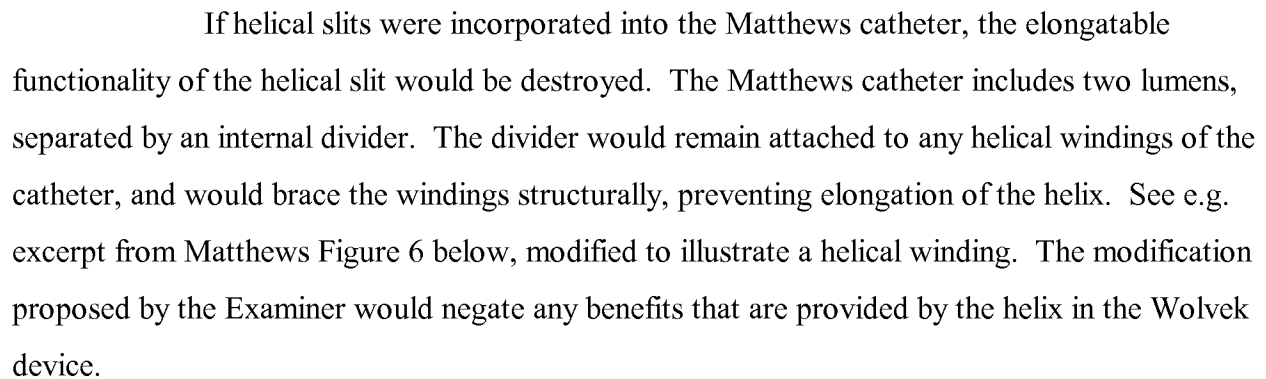 If helical slits were incorporated into the Matthews catheter, the elongatable
functionality of the helical slit would be destroyed.  The Matthews catheter includes two lumens,
separated by an internal divider.  The divider would remain attached to any helical windings of the
catheter, and would brace the windings structurally, preventing elongation of the helix.  See e.g.
excerpt from Matthews Figure 6 below, modified to illustrate a helical winding.  The modification
proposed by the Examiner would negate any benefits that are provided by the helix in the Wolvek
device.